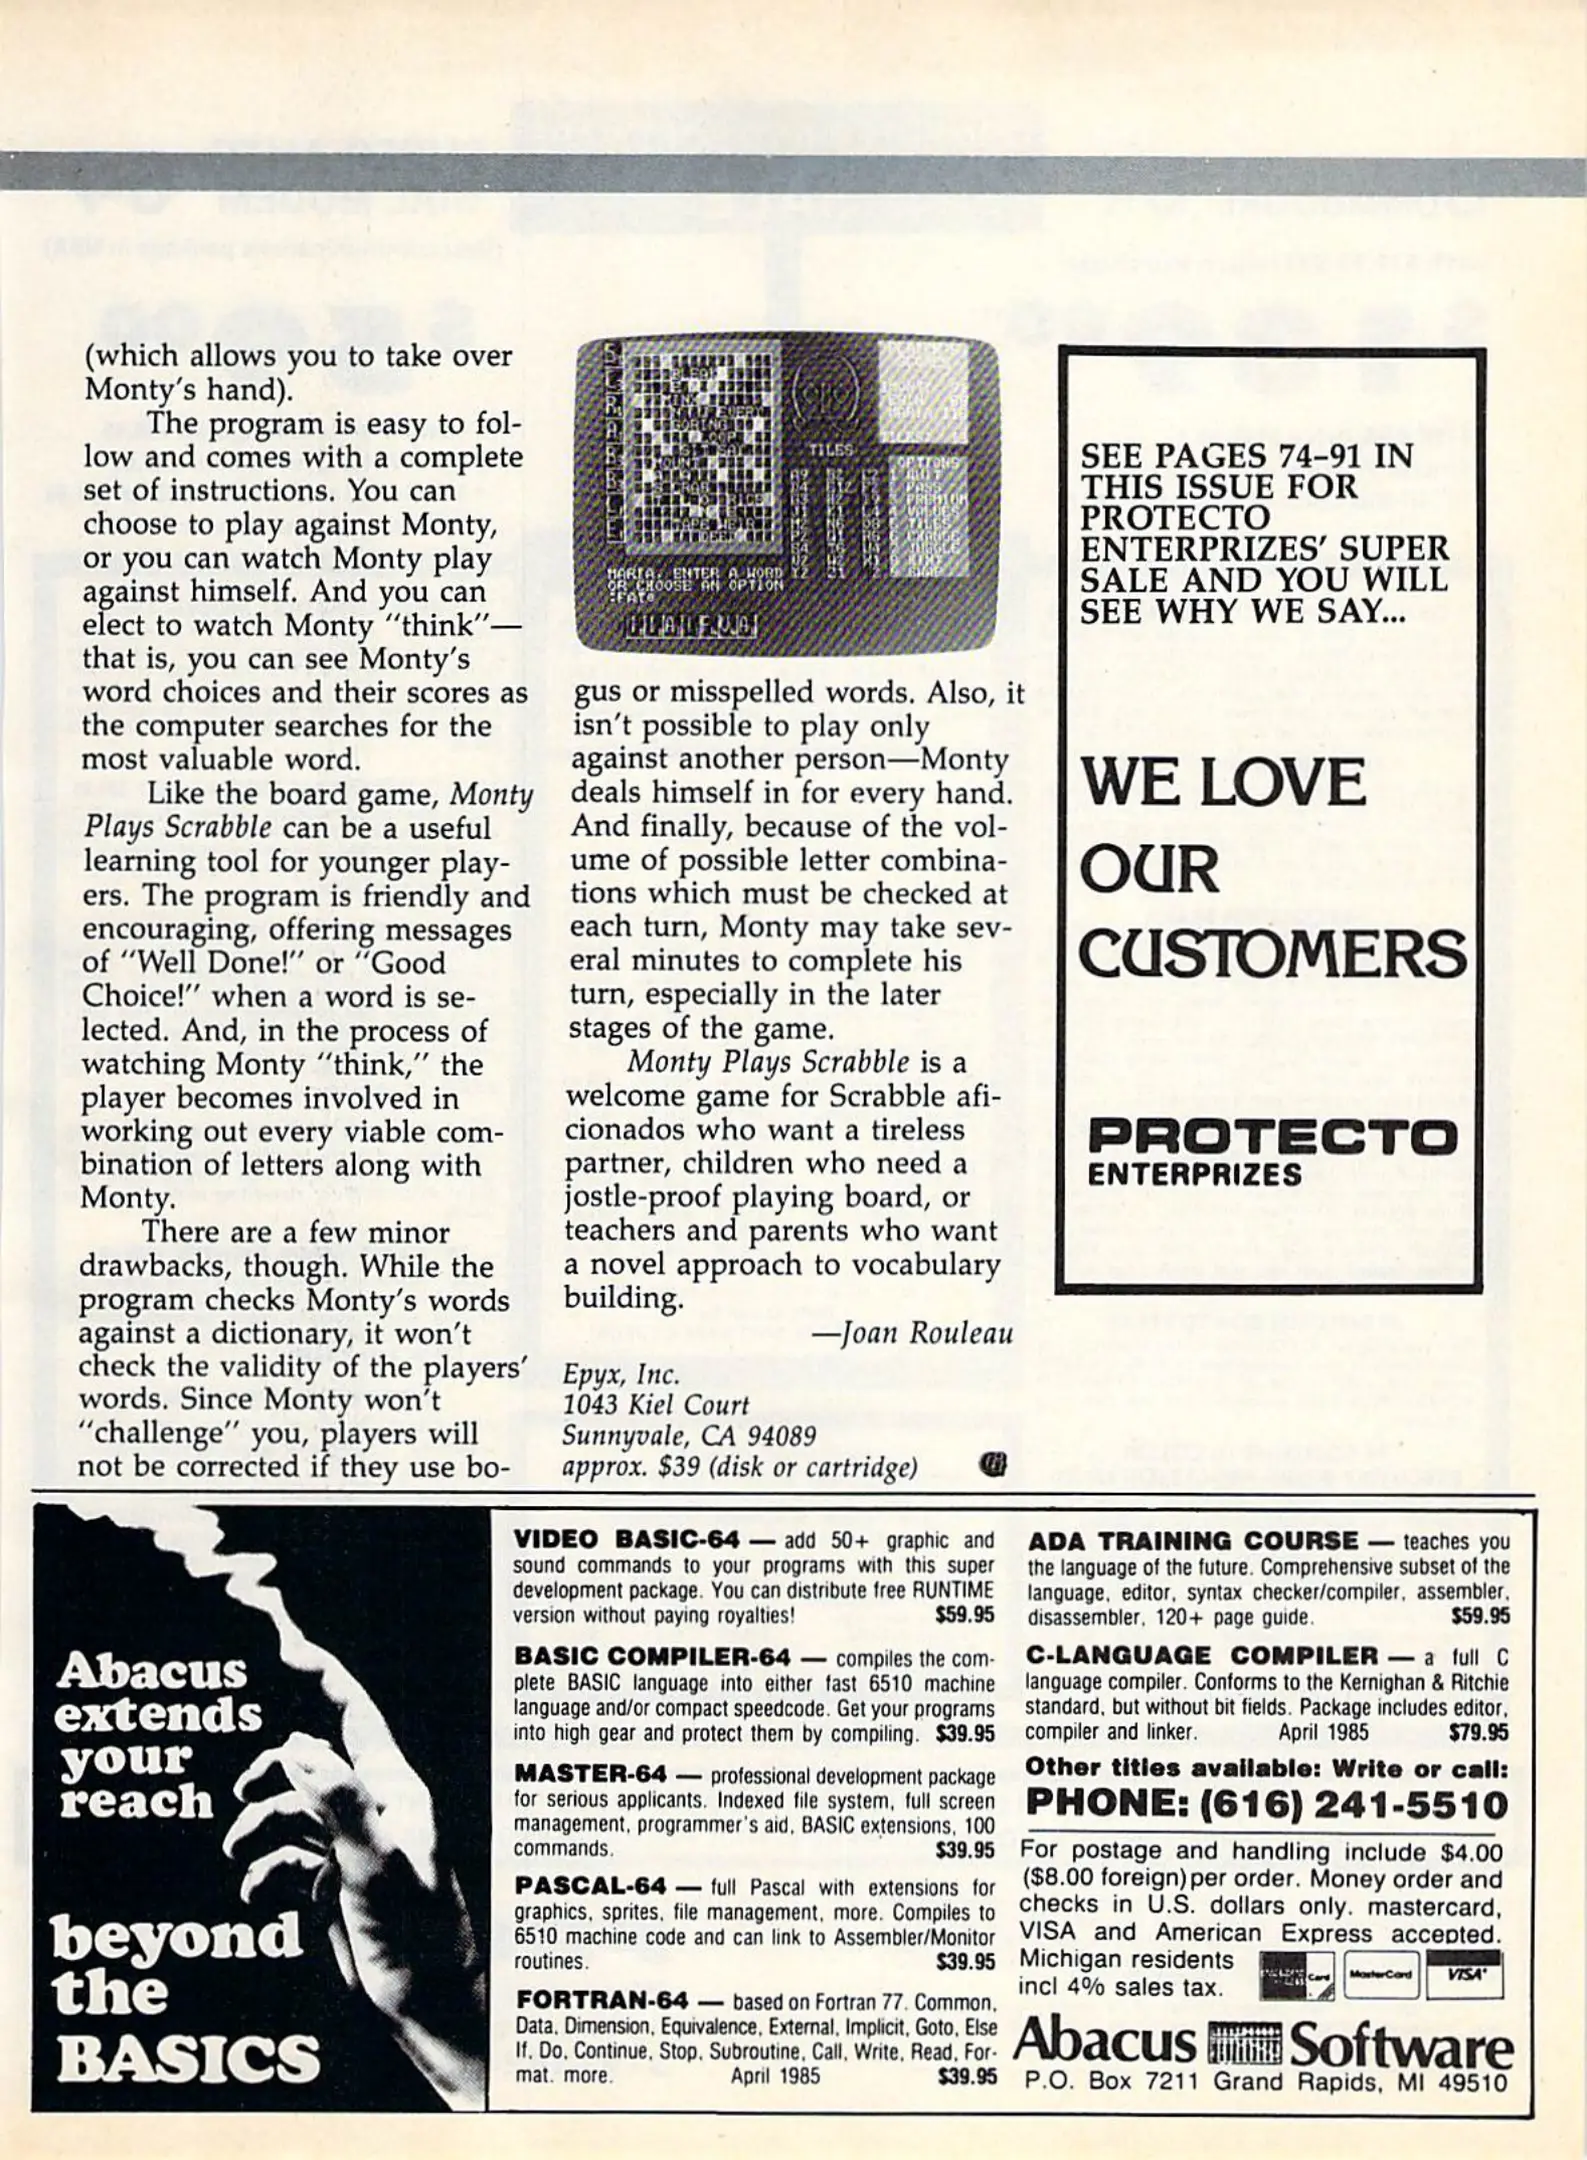 (which allows you to take over
Monty's hand).
The program is easy to fol-
low and comes with a complete
set of instructions. You can
choose to play against Monty,
or you can watch Monty play
against himself. And you can
elect to watch Monty "think"—
that is, you can see Monty's
word choices and their scores as
the computer searches for the
most valuable word.
Like the board game, Monty
Plays Scrabble can be a useful
learning tool for younger play-
ers. The program is friendly and
encouraging, offering messages
of "Well Done!" or "Good
Choice!" when a word is se-
lected. And, in the process of
watching Monty "think," the
player becomes involved in
working out every viable com-
bination of letters along with
Monty.
There are a few minor
drawbacks, though. While the
program checks Monty's words
against a dictionary, it won't
check the validity of the players'
words. Since Monty won't
"challenge" you, players will
not be corrected if they use bo-
TILES
OPTIONS
MARIA, ENTER A WORD
OR CHOOSE AN OPTION
gus or misspelled words. Also, it
isn't possible to play only
against another person—Monty
deals himself in for every hand.
And finally, because of the vol-
ume of possible letter combina-
tions which must be checked at
each turn, Monty may take sev-
eral minutes to complete his
turn, especially in the later
stages of the game.
Monty Plays Scrabble is a
welcome game for Scrabble afi-
cionados who want a tireless
partner, children who need a
jostle-proof playing board, or
teachers and parents who want
a novel approach to vocabulary
building.
—Joan Rouleau
Epyx, Inc.
1043 Kiel Court
Sunnyvale, CA 94089
approx. $39 (disk or cartridge)
SEE PAGES 74–91 IN
THIS ISSUE FOR
PROTECTO
ENTERPRIZES' SUPER
SALE AND YOU WILL
SEE WHY WE SAY...
WE LOVE
OUR
CUSTOMERS
PROTECTO
ENTERPRIZES
Abacus
extends
your
reach
beyond
the
BASICS
VIDEO BASIC-64 — add 50+ graphic and
sound commands to your programs with this super
development package. You can distribute free RUNTIME
version without paying royalties! $59.95
BASIC COMPILER-64 — compiles the com-
plete BASIC language into either fast 6510 machine
language and/or compact speedcode. Get your programs
into high gear and protect them by compiling. $39.95
MASTER-64 — professional development package
for serious applicants. Indexed file system, full screen
management, programmer's aid, BASIC extensions, 100
commands. $39.95
PASCAL-64 — full Pascal with extensions for
graphics, sprites, file management, more. Compiles to
6510 machine code and can link to Assembler/Monitor
routines. $39.95
FORTRAN-64 — based on Fortran 77. Common,
Data, Dimension, Equivalence, External, Implicit, Goto, Else
If, Do, Continue, Stop, Subroutine, Call, Write, Read, For-
mat, more. April 1985 $39.95
ADA TRAINING COURSE — teaches you
the language of the future. Comprehensive subset of the
language, editor, syntax checker/compiler, assembler,
disassembler, 120+ page guide. $59.95
C-LANGUAGE COMPILER — a full C
language compiler. Conforms to the Kernighan & Ritchie
standard, but without bit fields. Package includes editor,
compiler and linker. April 1985 $79.95
Other titles available: Write or call:
PHONE: (616) 241-5510
For postage and handling include $4.00
($8.00 foreign) per order. Money order and
checks in U.S. dollars only. mastercard,
VISA and American Express accepted.
Michigan residents
incl 4% sales tax.
Card MasterCard VISA
Abacus Software
P.O. Box 7211 Grand Rapids, MI 49510